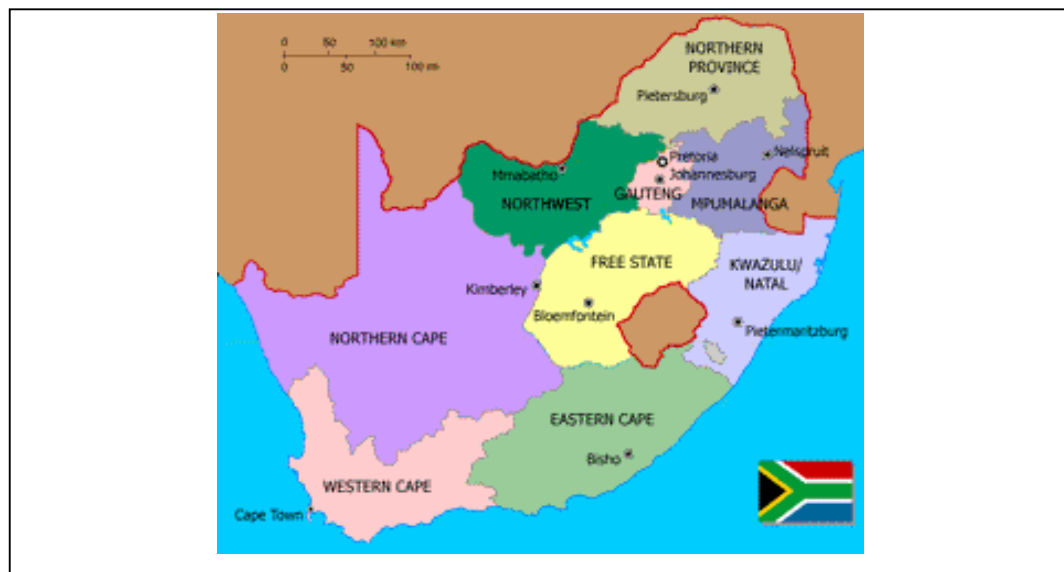 0 50 100 km
0 50 100 mi
NORTHERN
PROVINCE
Pietersburg
Pretoria
Nelspruit
Mmabatho
Johannesburg
GAUTENG
NORTHWEST
MPUMALANGA
FREE STATE
KWAZULU/
NATAL
Kimberley
Bloemfontein
Pietermaritzburg
NORTHERN CAPE
EASTERN CAPE
Bisho
WESTERN CAPE
Cape Town